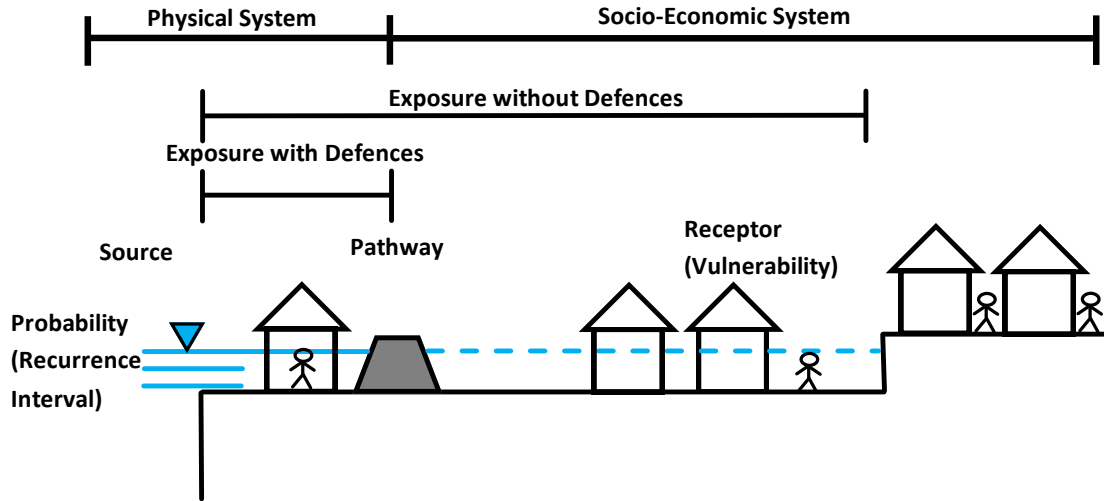 Physical System
Socio-Economic System
Exposure without Defences
Exposure with Defences
Source
Pathway
Receptor
(Vulnerability)
Probability
(Recurrence
Interval)